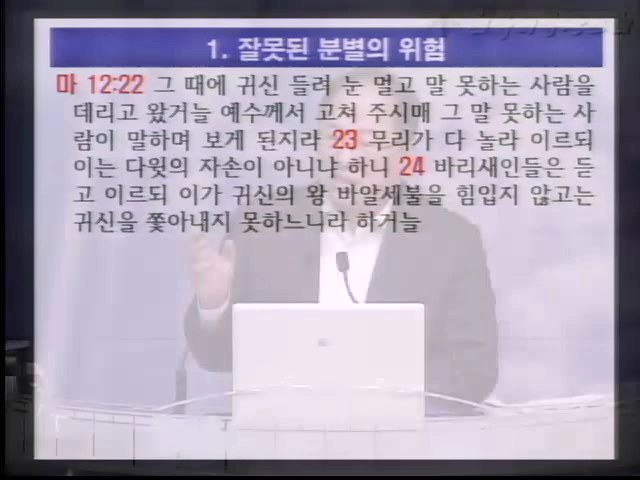 1. 잘못된 분별의 위험
마 12:22 그 때에 귀신 들려 눈 멀고 말 못하는 사람을
데리고 왔거늘 예수께서 고쳐 주시매 그 말 못하는 사
람이 말하며 보게 된지라 23 무리가 다 놀라 이르되
이는 다윗의 자손이 아니냐 하니 24 바리새인들은 듣
고 이르되 이가 귀신의 왕 바알세불을 힘입지 않고는
귀신을 쫓아내지 못하느니라 하거늘